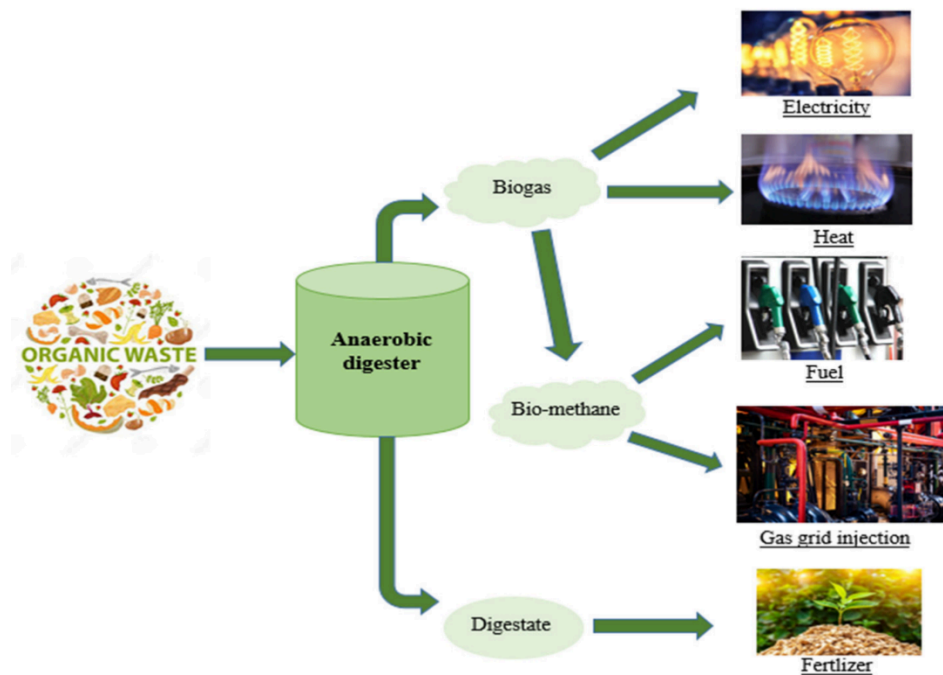 Electricity
Biogas
Heat
ORGANIC WASTE
Anaerobic
digester
Fuel
Bio-methane
Gas grid injection
Digestate
Fertlizer